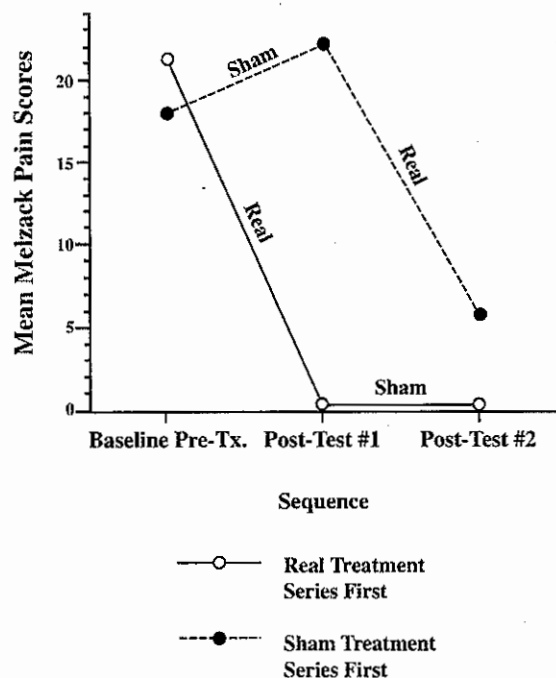 Mean Melzack Pain Scores
20
15
10
5
0
Sham
Real
Real
Sham
Baseline Pre-Tx. Post-Test #1 Post-Test #2
Sequence
Real Treatment
Series First
Sham Treatment
Series First